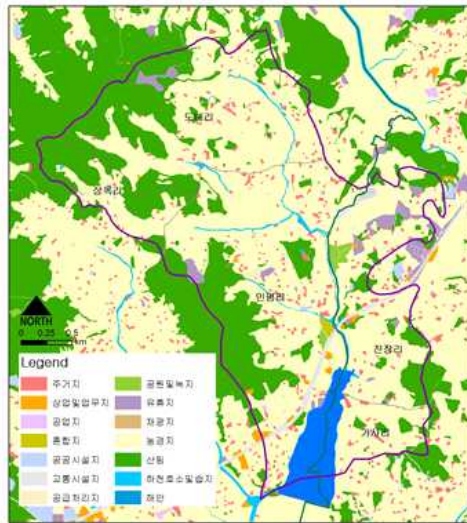 도내리
상옥리
인평리
진장리
가사리
NORTH
0 0.25 0.5
km
Legend
주거지
상업및업무지
공업지
혼합지
공공시설지
교통시설지
공급처리지
공원및녹지
유휴지
채광지
농경지
산림
하천호소및습지
해안